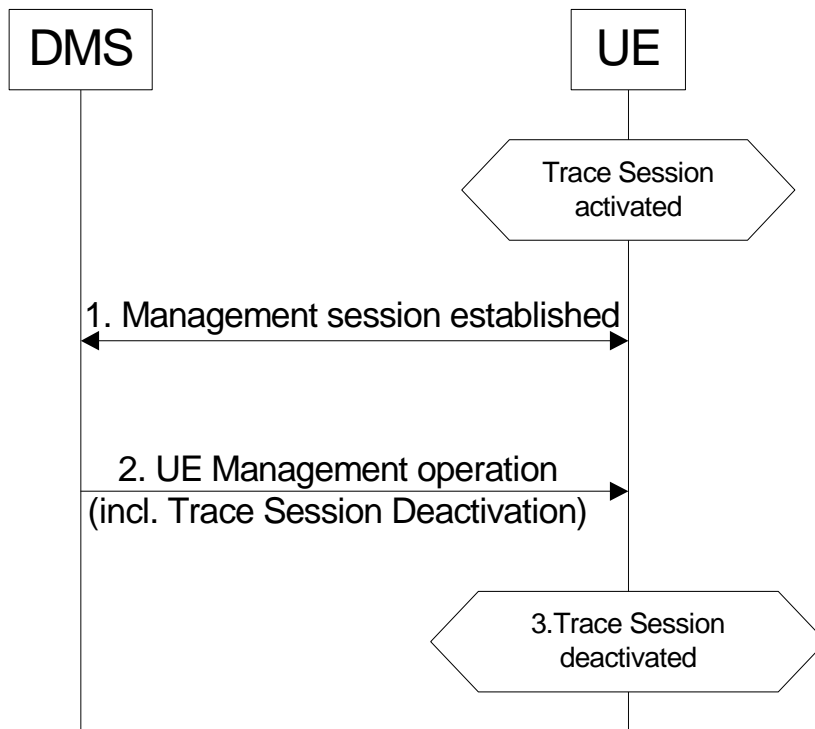 DMS
UE
Trace Session
activated
1. Management session established
2. UE Management operation
(incl. Trace Session Deactivation)
3.Trace Session
deactivated